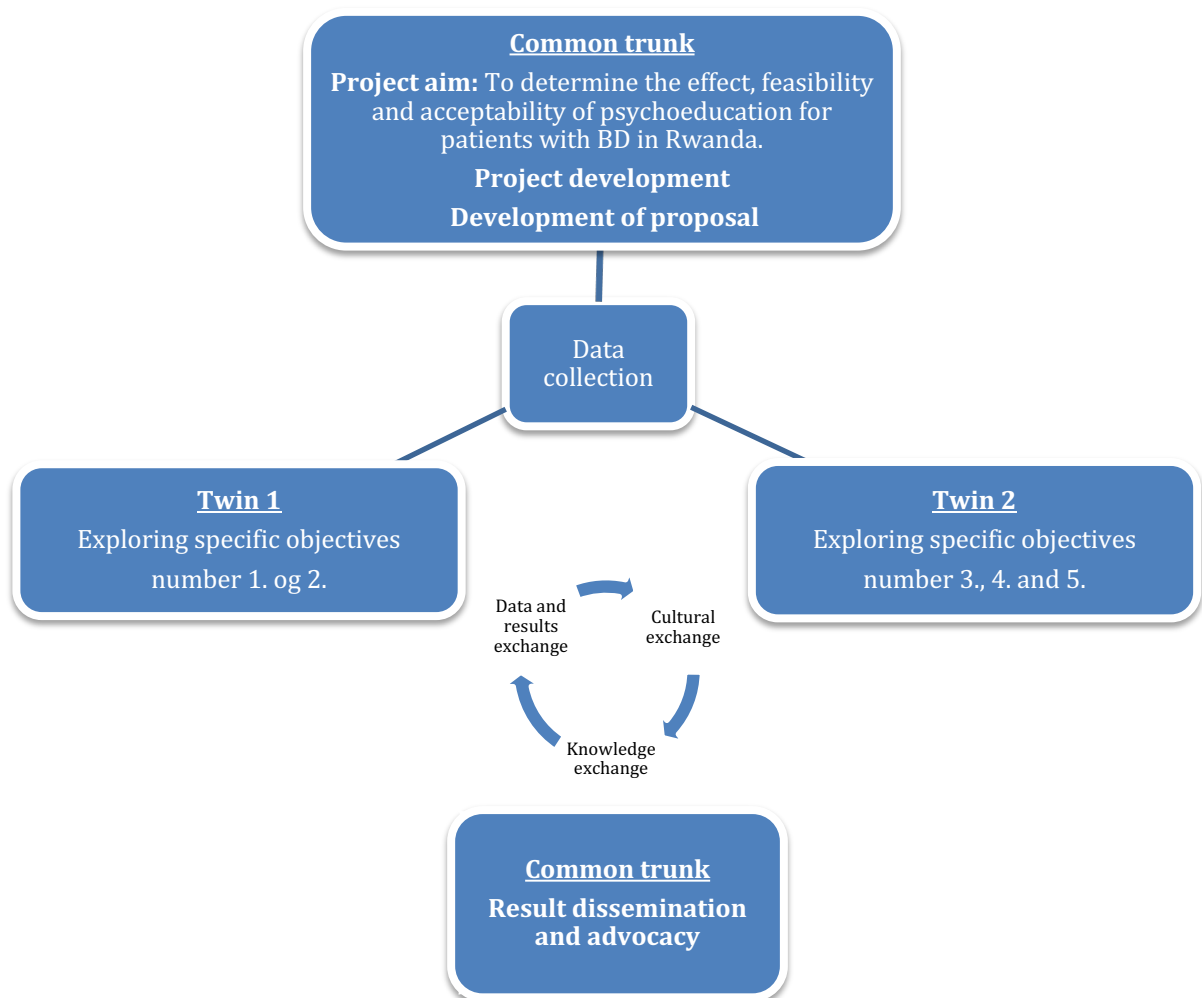 Common trunk
Project aim: To determine the effect, feasibility
and acceptability of psychoeducation for
patients with BD in Rwanda.
Project development
Development of proposal
Data
collection
Twin 1
Exploring specific objectives
number 1. og 2.
Twin 2
Exploring specific objectives
number 3., 4. and 5.
Data and
results
exchange
Cultural
exchange
Knowledge
exchange
Common trunk
Result dissemination
and advocacy